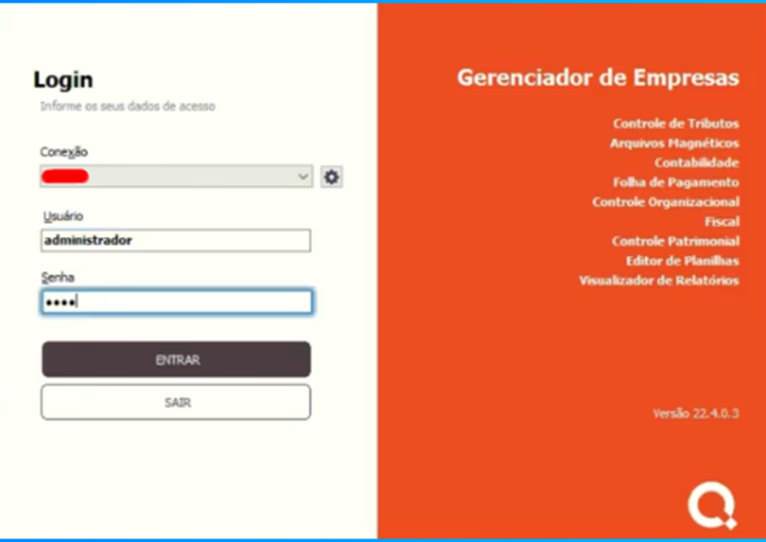 Login
Informe os seus dados de acesso
Conexão
Usuário
administrador
Senha
••••
ENTRAR
SAIR
Gerenciador de Empresas
Controle de Tributos
Arquivos Magnéticos
Contabilidade
Folha de Pagamento
Controle Organizacional
Fiscal
Controle Patrimonial
Editor de Planilhas
Visualizador de Relatórios
Versão 22.4.0.3